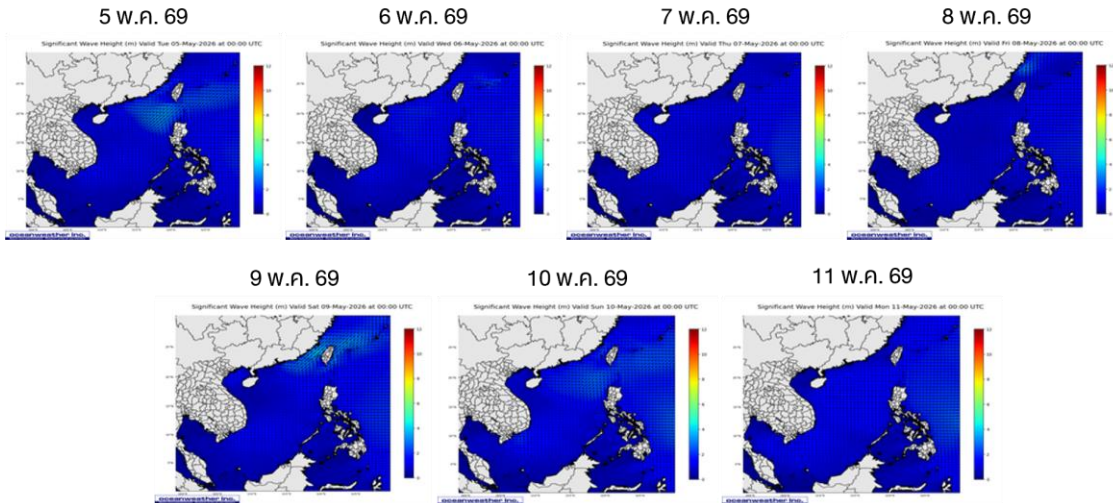 5 พ.ค. 69
6 พ.ค. 69
7 พ.ค. 69
8 พ.ค. 69
Significant Wave Height (m) Valid Tue 05-May-2026 at 00:00 UTC
Significant Wave Height (m) Valid Wed 06-May-2026 at 00:00 UTC
Significant Wave Height (m) Valid Thu 07-May-2026 at 00:00 UTC
Significant Wave Height (m) Valid Fri 08-May-2026 at 00:00 UTC
oceanweather inc.
oceanweather inc.
oceanweather inc.
oceanweather inc.
9 พ.ค. 69
10 พ.ค. 69
11 พ.ค. 69
Significant Wave Height (m) Valid Sat 09-May-2026 at 00:00 UTC
Significant Wave Height (m) Valid Sun 10-May-2026 at 00:00 UTC
Significant Wave Height (m) Valid Mon 11-May-2026 at 00:00 UTC
oceanweather inc.
oceanweather inc.
oceanweather inc.